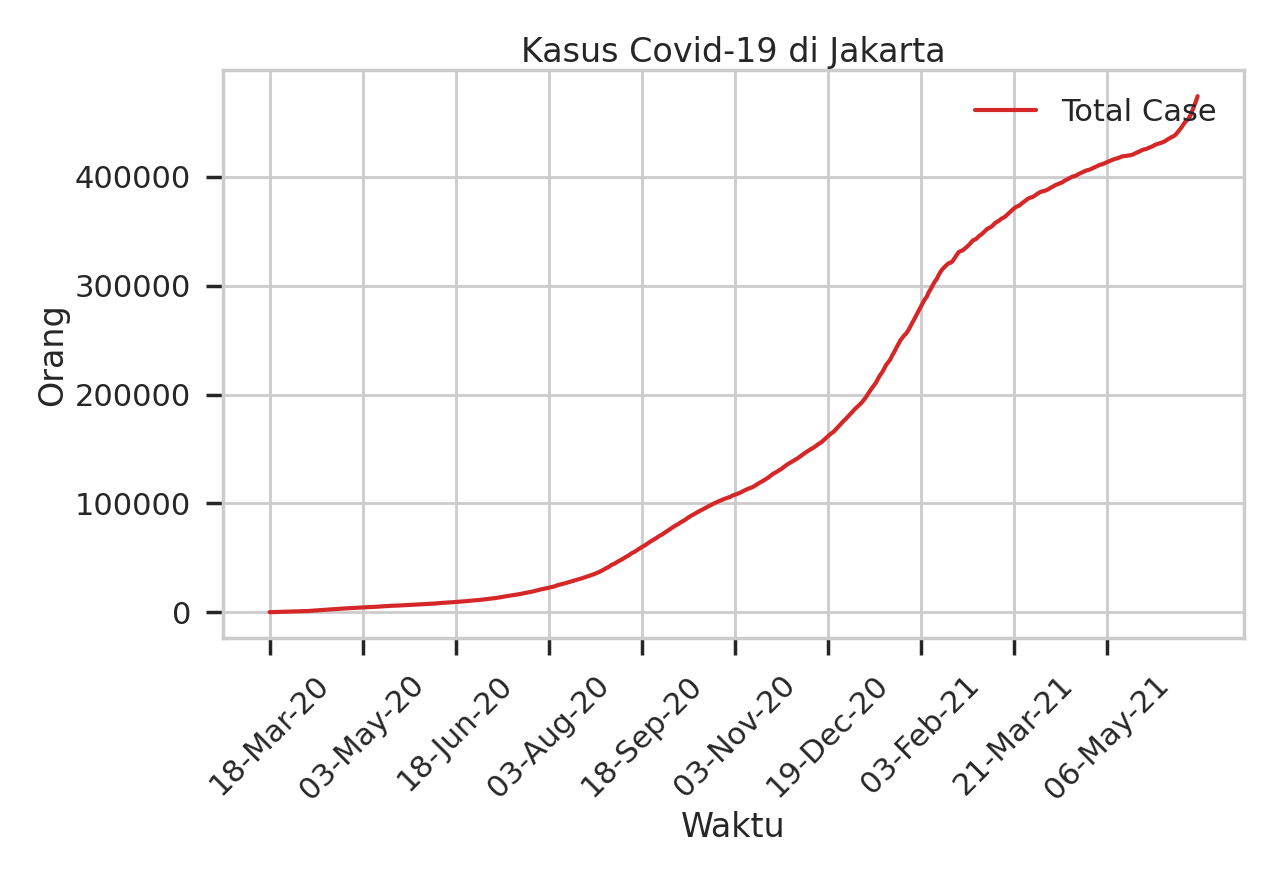 Kasus Covid-19 di Jakarta
Total Case
Orang
400000
300000
200000
100000
0
18-Mar-20
03-May-20
18-Jun-20
03-Aug-20
18-Sep-20
03-Nov-20
19-Dec-20
03-Feb-21
21-Mar-21
06-May-21
Waktu